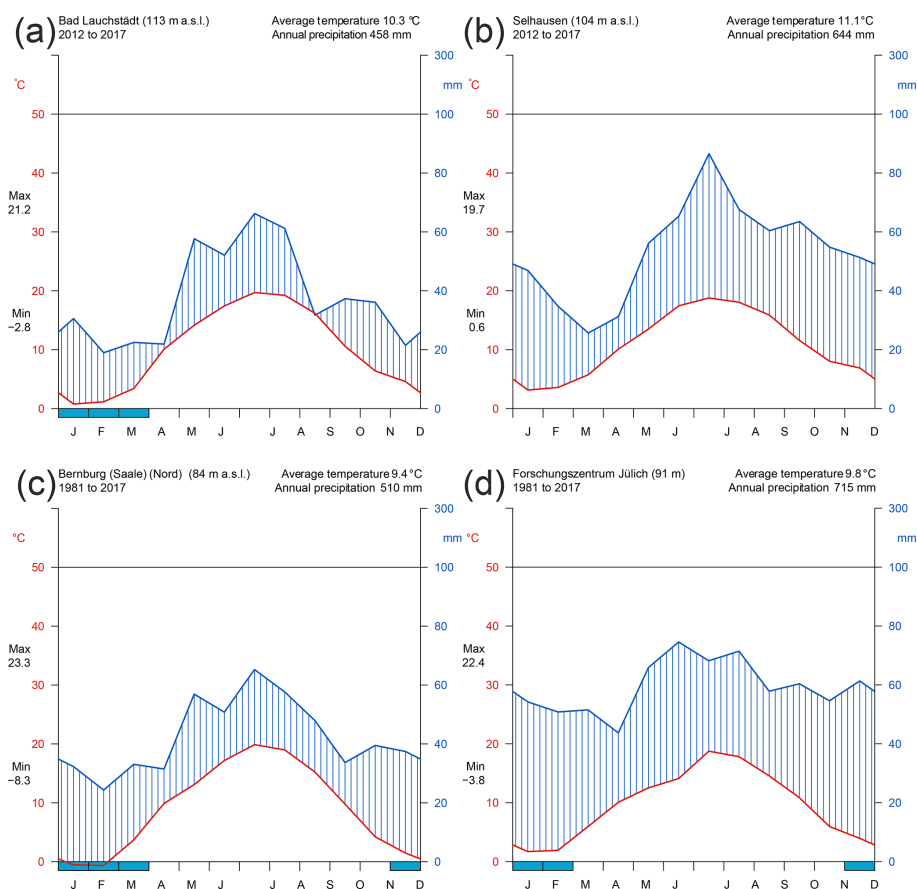 (a) Bad Lauchstädt (113 m a.s.l.) Average temperature 10.3 °C
2012 to 2017 Annual precipitation 458 mm
300
°C mm
50 100
40 80
Max
21.2
30 60
20 40
Min
−2.8
10 20
0 0
J F M A M J J A S O N D
(b) Selhausen (104 m a.s.l.) Average temperature 11.1°C
2012 to 2017 Annual precipitation 644 mm
300
°C mm
50 100
40 80
Max
19.7
30 60
20 40
Min
0.6
10 20
0 0
J F M A M J J A S O N D
(c) Bernburg (Saale) (Nord) (84 m a.s.l.) Average temperature 9.4 °C
1981 to 2017 Annual precipitation 510 mm
300
°C mm
50 100
40 80
Max
23.3
30 60
20 40
Min
−8.3
10 20
0 0
J F M A M J J A S O N D
(d) Forschungszentrum Jülich (91 m) Average temperature 9.8 °C
1981 to 2017 Annual precipitation 715 mm
300
°C mm
50 100
40 80
Max
22.4
30 60
20 40
Min
−3.8
10 20
0 0
J F M A M J J A S O N D